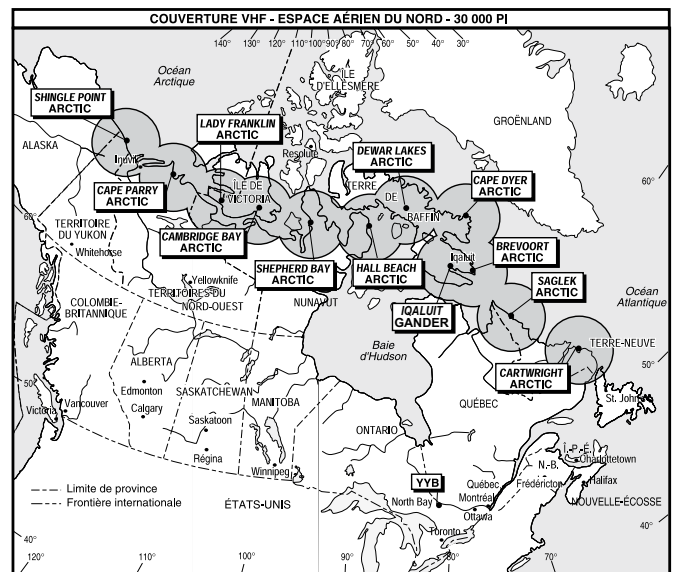 COUVERTURE VHF - ESPACE AÉRIEN DU NORD - 30 000 PI
140° 130° 120° 110° 100° 90° 80° 70° 60° 50° 40° 30°
Océan
Arctique
ÎLE
D'ELLESMERE
GROËNLAND
SHINGLE POINT
ARCTIC
LADY FRANKLIN
ARCTIC
DEWAR LAKES
ARCTIC
CAPE DYER
ARCTIC
ALASKA
Inuvik
Resolute
60°
CAPE PARRY
ARCTIC
ÎLE DE
VICTORIA
TERRE
DE
BAFFIN
60°
TERRITOIRE
DU YUKON
Whitehorse
CAMBRIDGE BAY
ARCTIC
SHEPHERD BAY
ARCTIC
HALL BEACH
ARCTIC
Iqaluit
BREVOORT
ARCTIC
SAGLEK
ARCTIC
Yellowknife
TERRITOIRES DU
NORD-OUEST
NUNAVUT
IQALUIT
GANDER
Océan
Atlantique
COLOMBIE-
BRITANNIQUE
Baie
d'Hudson
TERRE-NEUVE
CARTWRIGHT
ARCTIC
50°
ALBERTA
Edmonton
Calgary
SASKATCHEWAN
Saskatoon
Régina
MANITOBA
Winnipeg
ONTARIO
QUÉBEC
St. John's
50°
Victoria
Vancouver
YYB
North Bay
Québec
Montréal
Ottawa
Toronto
N.-B.
Frédéricton
Î.-P.-É.
Charlottetown
Halifax
NOUVELLE-ÉCOSSE
Limite de province
Frontière internationale
ÉTATS-UNIS
40°
40°
120° 110° 100° 90° 80° 70°